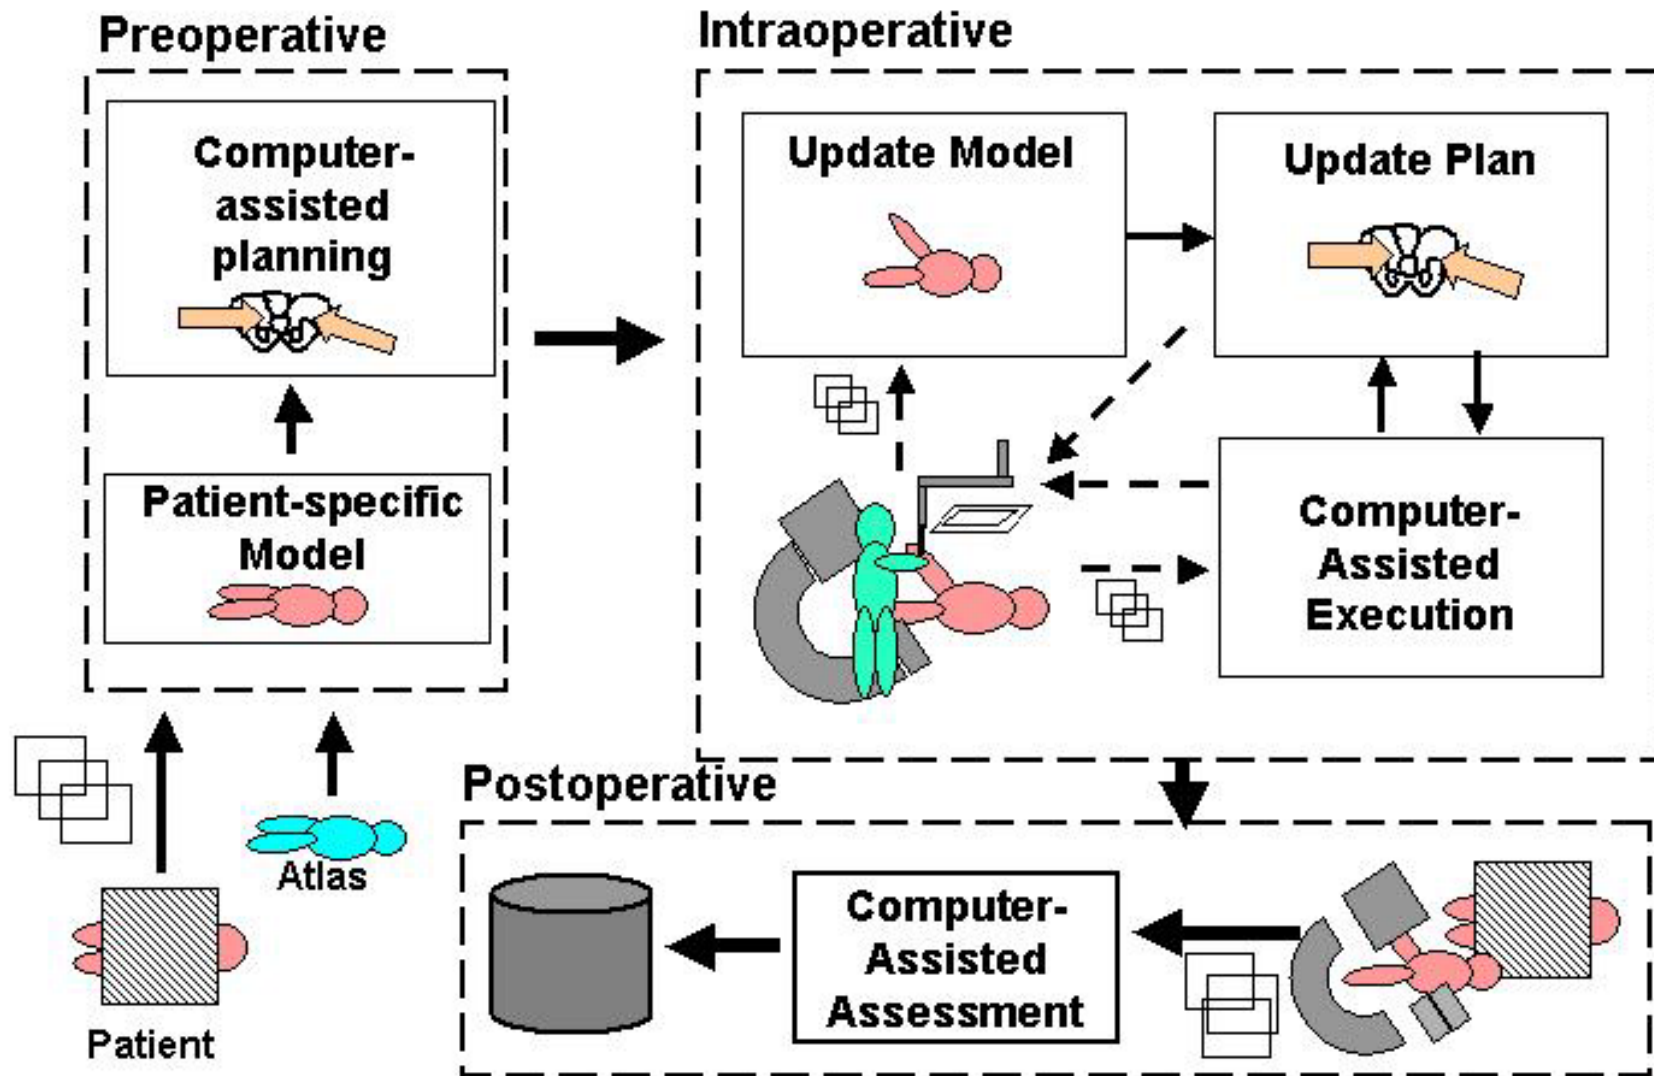 Preoperative
Computer-
assisted
planning
Patient-specific
Model
Atlas
Patient
Intraoperative
Update Model
Update Plan
Computer-
Assisted
Execution
Postoperative
Computer-
Assisted
Assessment